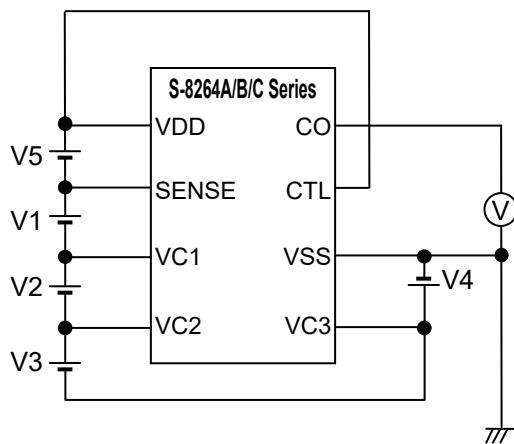 S-8264A/B/C Series
VDD
CO
V5
SENSE
CTL
V
V1
VC1
VSS
V2
V4
VC2
VC3
V3